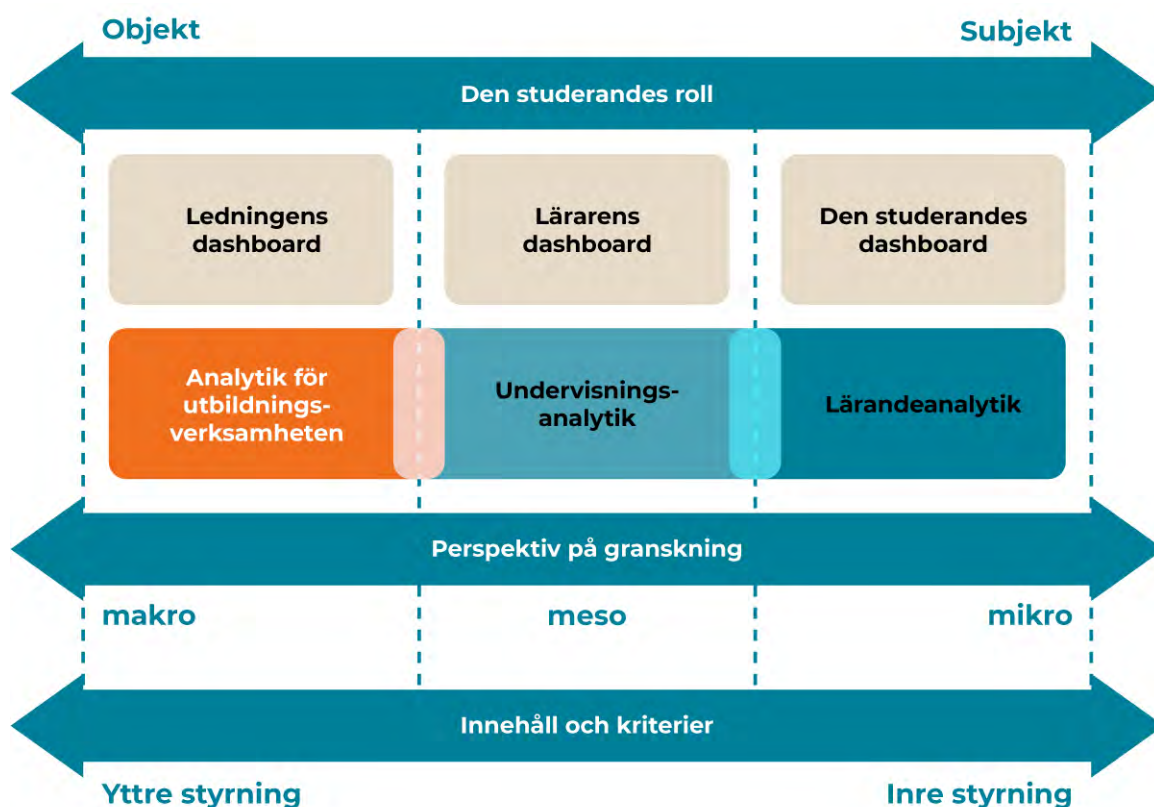 Objekt
Subjekt
Den studerandes roll
Ledningens
dashboard
Lärarens
dashboard
Den studerandes
dashboard
Analytik för
utbildnings-
verksamheten
Undervisnings-
analytik
Lärandeanalytik
Perspektiv på granskning
makro
meso
mikro
Innehåll och kriterier
Yttre styrning
Inre styrning